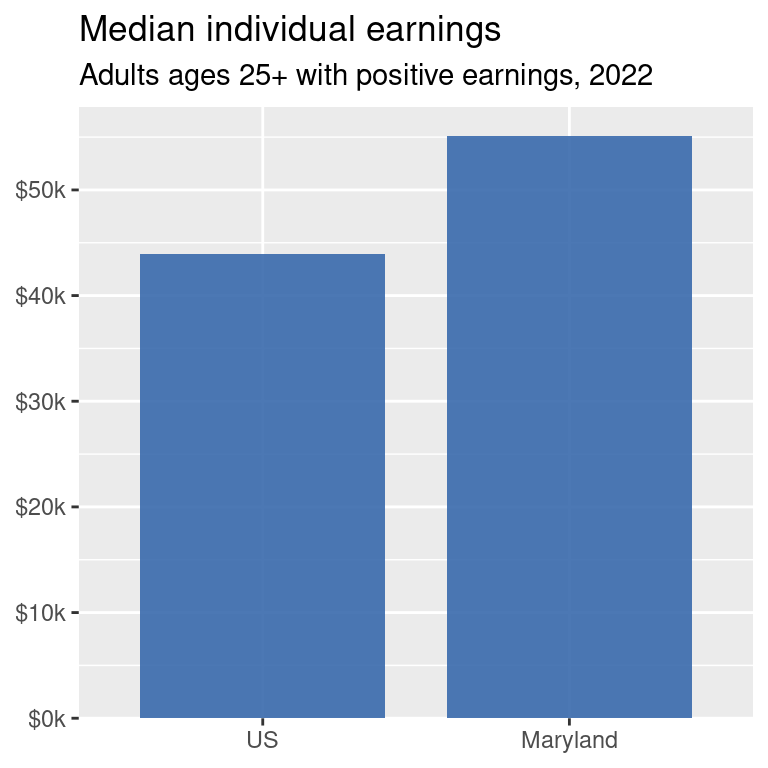 Median individual earnings
Adults ages 25+ with positive earnings, 2022
$50k
$40k
$30k
$20k
$10k
$0k
US
Maryland